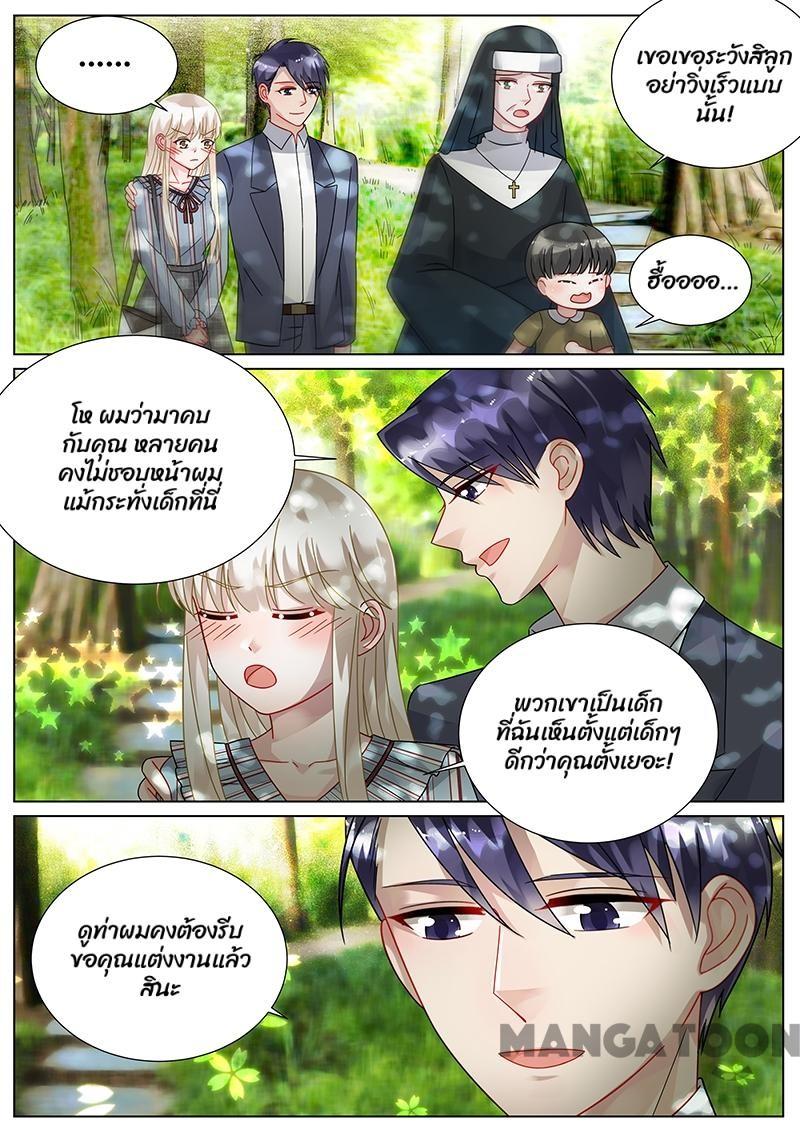 ......
เขอเขอระวังสิลูก
อย่าวิ่งเร็วแบบ
นั้น!
ฮื้ออออ...
โห ผมว่ามาคบ
กับคุณ หลายคน
คงไม่ชอบหน้าผม
แม้กระทั่งเด็กที่นี่
พวกเขาเป็นเด็ก
ที่ฉันเห็นตั้งแต่เด็กๆ
ดีกว่าคุณตั้งเยอะ!
ดูท่าผมคงต้องรีบ
ขอคุณแต่งงานแล้ว
สินะ
MANGATOON